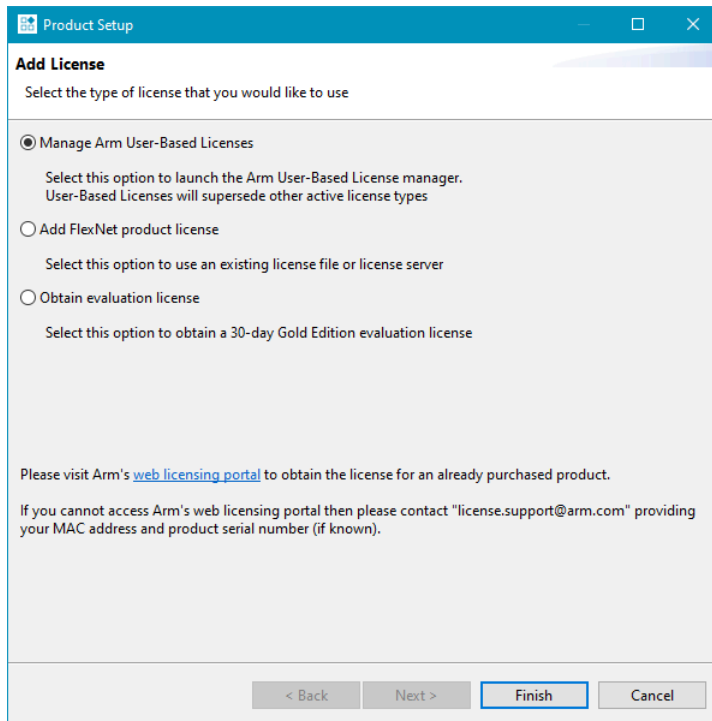 Product Setup
Add License
Select the type of license that you would like to use
Manage Arm User-Based Licenses
Select this option to launch the Arm User-Based License manager.
User-Based Licenses will supersede other active license types
Add FlexNet product license
Select this option to use an existing license file or license server
Obtain evaluation license
Select this option to obtain a 30-day Gold Edition evaluation license
Please visit Arm's web licensing portal to obtain the license for an already purchased product.
If you cannot access Arm's web licensing portal then please contact "license.support@arm.com" providing
your MAC address and product serial number (if known).
< Back Next > Finish Cancel